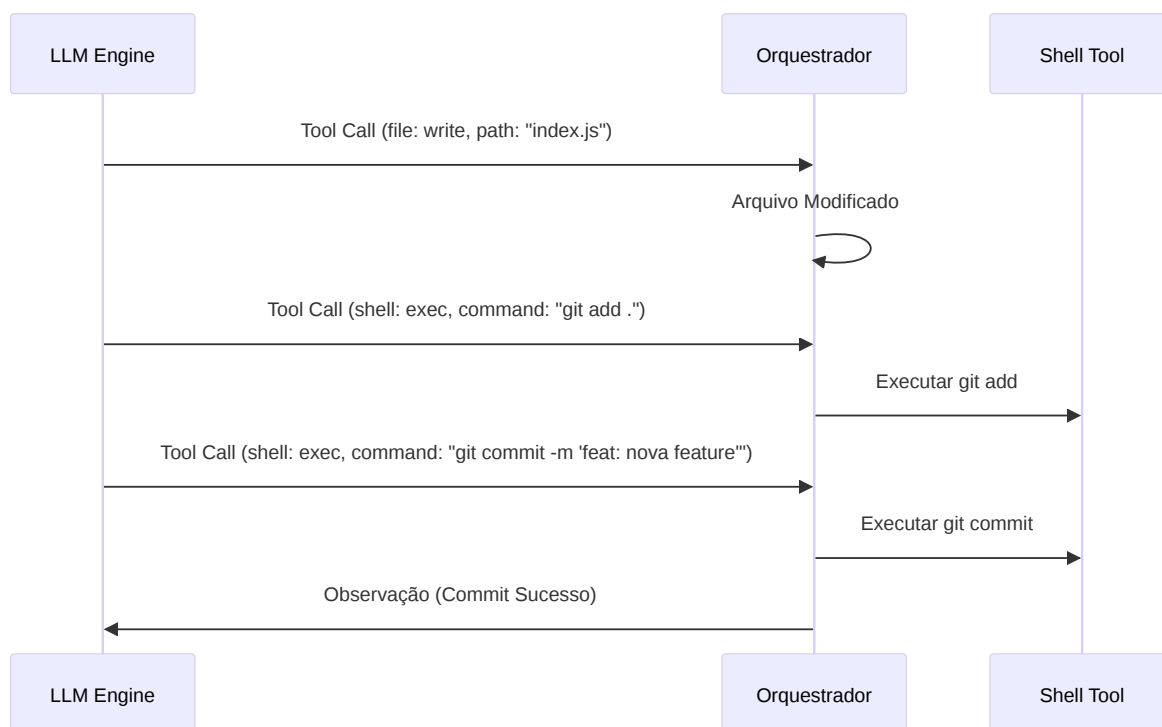 LLM Engine
Orquestrador
Shell Tool
Tool Call (file: write, path: "index.js")
Arquivo Modificado
Tool Call (shell: exec, command: "git add .")
Executar git add
Tool Call (shell: exec, command: "git commit -m 'feat: nova feature'")
Executar git commit
Observação (Commit Sucesso)
LLM Engine
Orquestrador
Shell Tool